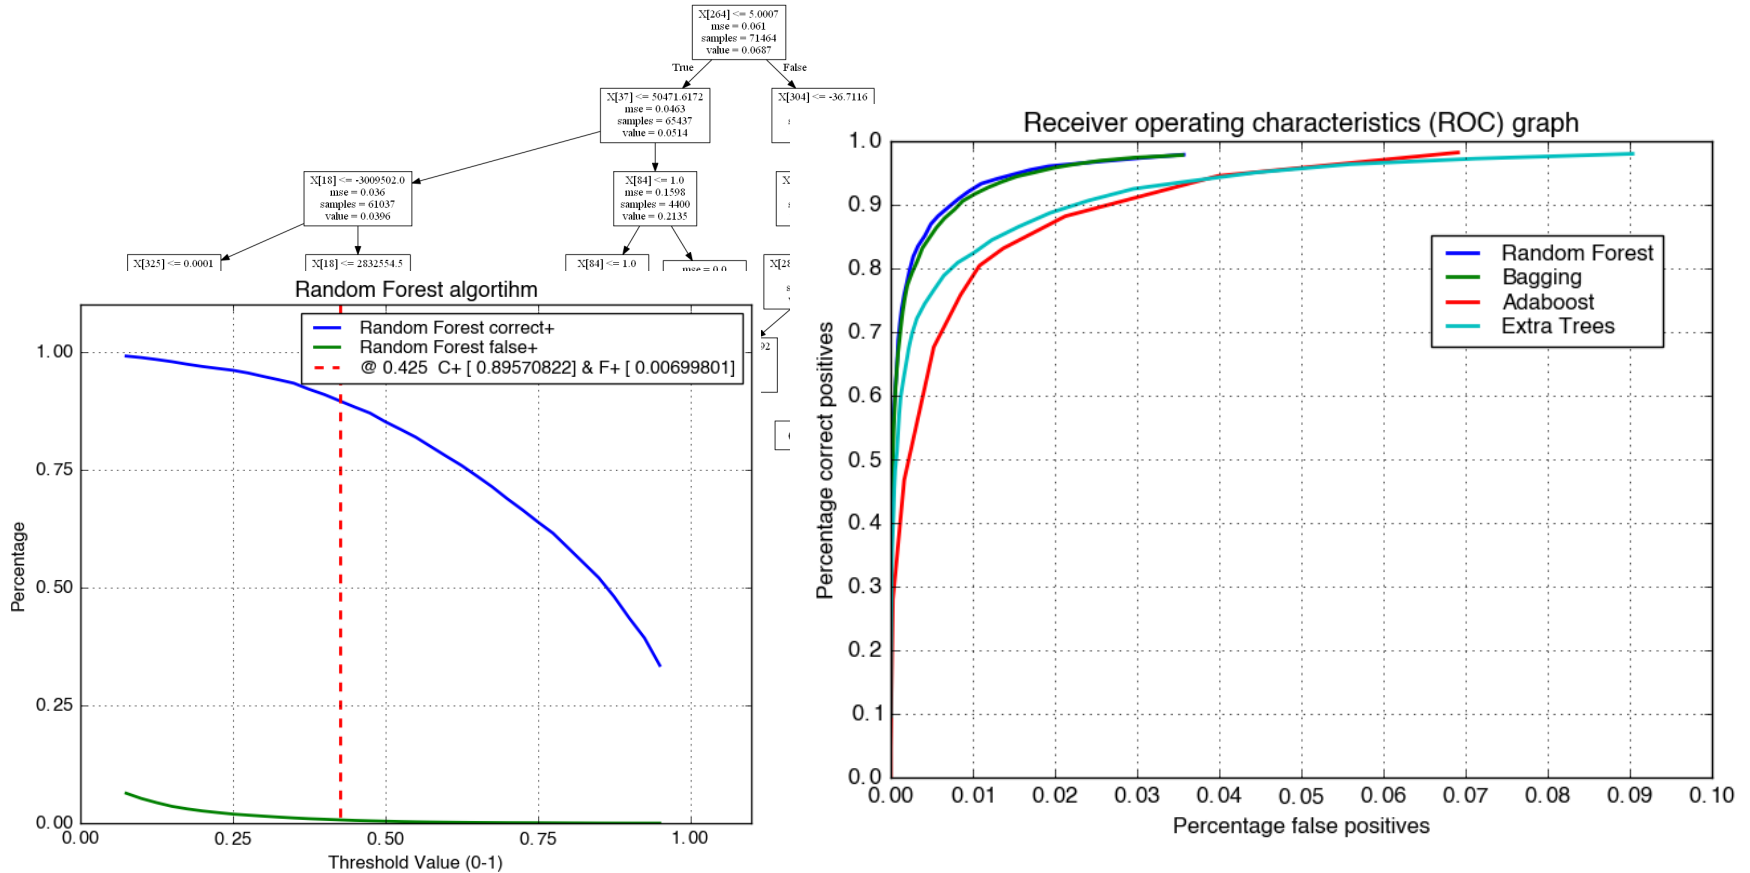 X[264] <= 5.0007
mse = 0.061
samples = 71464
value = 0.0687
True
False
X[37] <= 50471.6172
mse = 0.0463
samples = 65437
value = 0.0514
X[304] <= -36.7116
X[18] <= -3009502.0
mse = 0.036
samples = 61037
value = 0.0396
X[84] <= 1.0
mse = 0.1598
samples = 4400
value = 0.2135
X[325] <= 0.0001
X[18] <= 2832554.5
X[84] <= 1.0
mse = 0.0
X[28
92
Random Forest algortihm
Random Forest correct+
Random Forest false+
@ 0.425 C+ [ 0.89570822] & F+ [ 0.00699801]
Percentage
1.00
0.75
0.50
0.25
0.00
0.00 0.25 0.50 0.75 1.00
Threshold Value (0-1)
Receiver operating characteristics (ROC) graph
Random Forest
Bagging
Adaboost
Extra Trees
Percentage correct positives
1.0
0.9
0.8
0.7
0.6
0.5
0.4
0.3
0.2
0.1
0.0
0.00 0.01 0.02 0.03 0.04 0.05 0.06 0.07 0.08 0.09 0.10
Percentage false positives